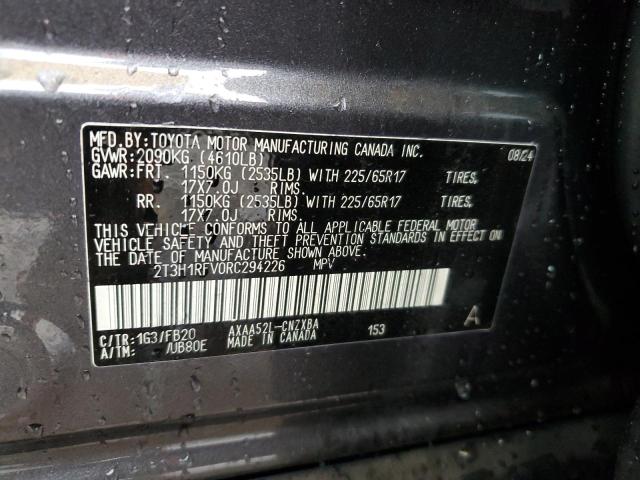 MFD.BY:TOYOTA MOTOR MANUFACTURING CANADA INC. 08/24
GVWR:2090KG (4610LB)
GAWR:FRT. 1150KG (2535LB) WITH 225/65R17 TIRES,
17X7.0J RIMS,
RR. 1150KG (2535LB) WITH 225/65R17 TIRES,
17X7.0J RIMS.
THIS VEHICLE CONFORMS TO ALL APPLICABLE FEDERAL MOTOR
VEHICLE SAFETY AND THEFT PREVENTION STANDARDS IN EFFECT ON
THE DATE OF MANUFACTURE SHOWN ABOVE.
2T3H1RFV0RC294226 MPV
C/TR:1G3/FB20 AXAA52L-CNZXBA 153 A
A/TM: /UB80E MADE IN CANADA